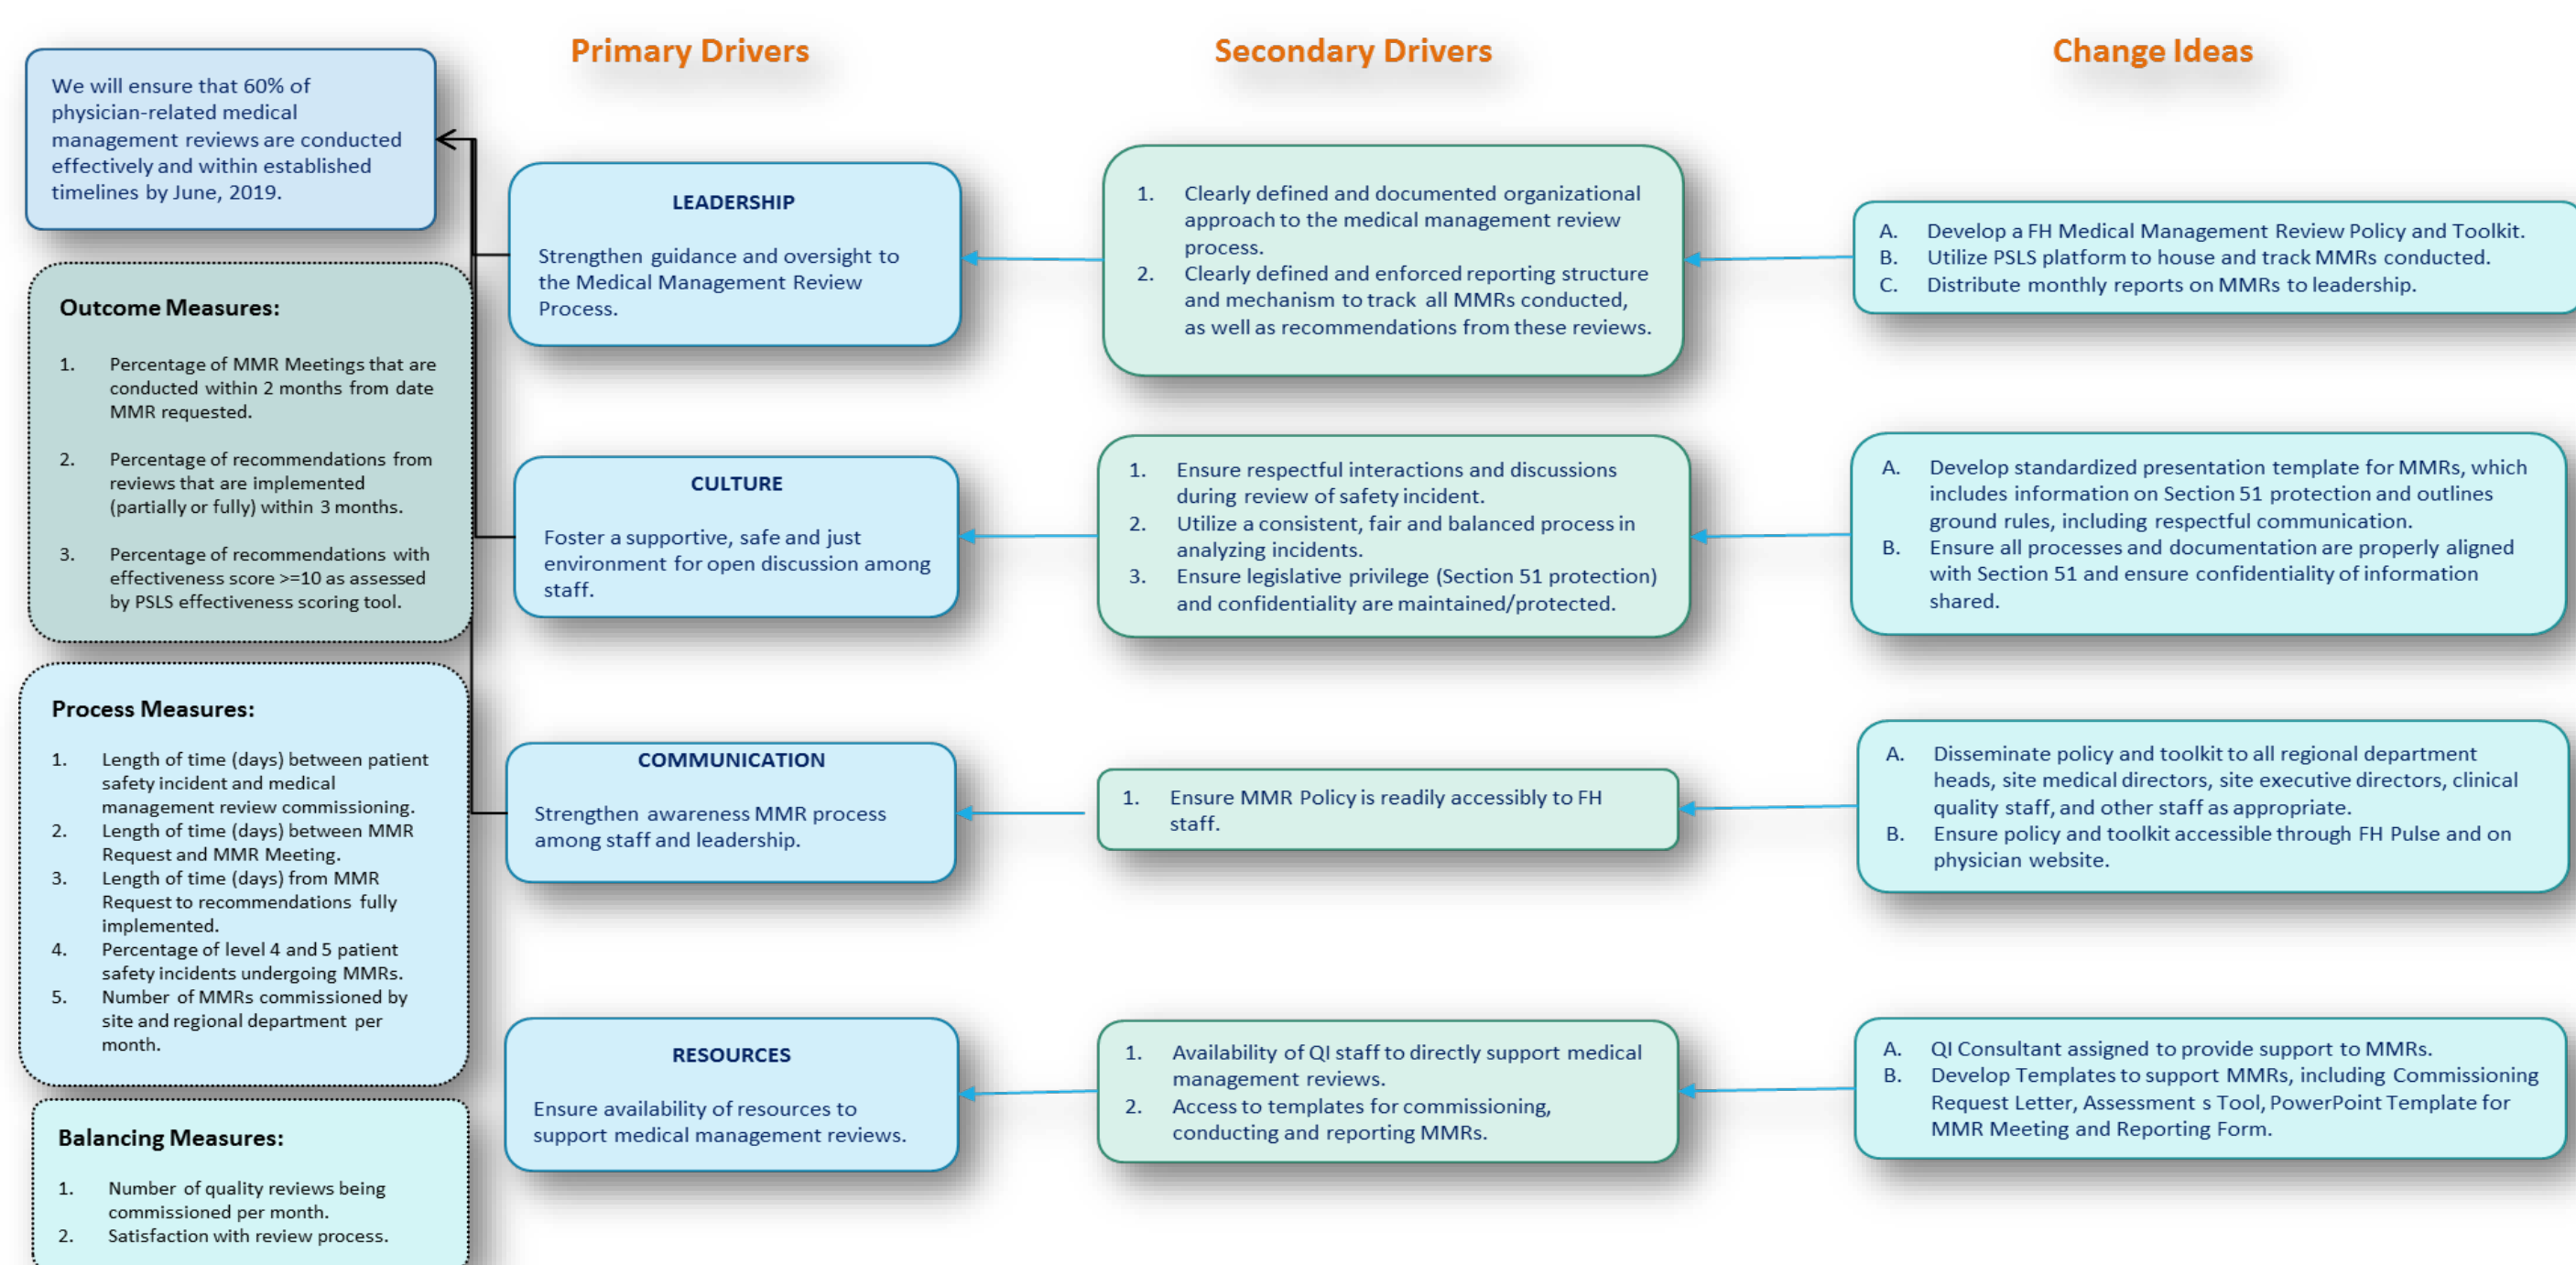 Primary Drivers
Secondary Drivers
Change Ideas
We will ensure that 60% of
physician-related medical
management reviews are conducted
effectively and within established
timelines by June, 2019.
Outcome Measures:
1. Percentage of MMR Meetings that are
conducted within 2 months from date
MMR requested.
2. Percentage of recommendations from
reviews that are implemented
(partially or fully) within 3 months.
3. Percentage of recommendations with
effectiveness score >=10 as assessed
by PSLS effectiveness scoring tool.
Process Measures:
1. Length of time (days) between patient
safety incident and medical
management review commissioning.
2. Length of time (days) between MMR
Request and MMR Meeting.
3. Length of time (days) from MMR
Request to recommendations fully
implemented.
4. Percentage of level 4 and 5 patient
safety incidents undergoing MMRs.
5. Number of MMRs commissioned by
site and regional department per
month.
Balancing Measures:
1. Number of quality reviews being
commissioned per month.
2. Satisfaction with review process.
LEADERSHIP
Strengthen guidance and oversight to
the Medical Management Review
Process.
1. Clearly defined and documented organizational
approach to the medical management review
process.
2. Clearly defined and enforced reporting structure
and mechanism to track all MMRs conducted,
as well as recommendations from these reviews.
A. Develop a FH Medical Management Review Policy and Toolkit.
B. Utilize PSLS platform to house and track MMRs conducted.
C. Distribute monthly reports on MMRs to leadership.
CULTURE
Foster a supportive, safe and just
environment for open discussion among
staff.
1. Ensure respectful interactions and discussions
during review of safety incident.
2. Utilize a consistent, fair and balanced process in
analyzing incidents.
3. Ensure legislative privilege (Section 51 protection)
and confidentiality are maintained/protected.
A. Develop standardized presentation template for MMRs, which
includes information on Section 51 protection and outlines
ground rules, including respectful communication.
B. Ensure all processes and documentation are properly aligned
with Section 51 and ensure confidentiality of information
shared.
COMMUNICATION
Strengthen awareness MMR process
among staff and leadership.
1. Ensure MMR Policy is readily accessibly to FH
staff.
A. Disseminate policy and toolkit to all regional department
heads, site medical directors, site executive directors, clinical
quality staff, and other staff as appropriate.
B. Ensure policy and toolkit accessible through FH Pulse and on
physician website.
RESOURCES
Ensure availability of resources to
support medical management reviews.
1. Availability of QI staff to directly support medical
management reviews.
2. Access to templates for commissioning,
conducting and reporting MMRs.
A. QI Consultant assigned to provide support to MMRs.
B. Develop Templates to support MMRs, including Commissioning
Request Letter, Assessment s Tool, PowerPoint Template for
MMR Meeting and Reporting Form.